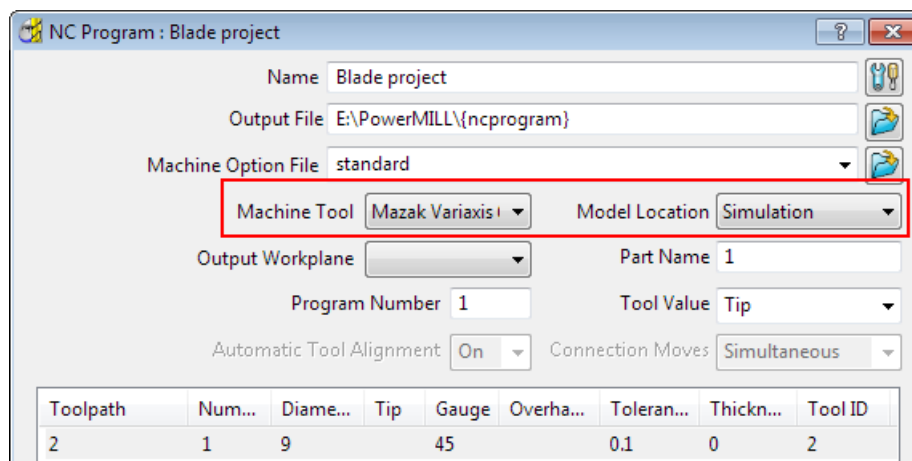 NC Program : Blade project
Name Blade project
Output File E:\PowerMILL\{ncprogram}
Machine Option File standard
Machine Tool Mazak Variaxis Model Location Simulation
Output Workplane Part Name 1
Program Number 1 Tool Value Tip
Automatic Tool Alignment On Connection Moves Simultaneous
Toolpath Num... Diame... Tip Gauge Overha... Toleran... Thickn... Tool ID
2 1 9 45 0.1 0 2